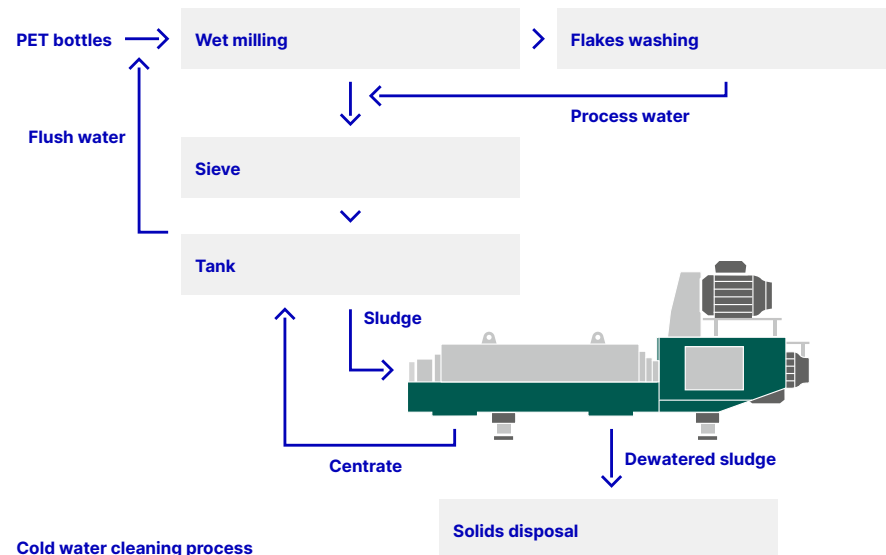 PET bottles
Wet milling
Flakes washing
Process water
Flush water
Sieve
Tank
Sludge
Centrate
Dewatered sludge
Solids disposal
Cold water cleaning process